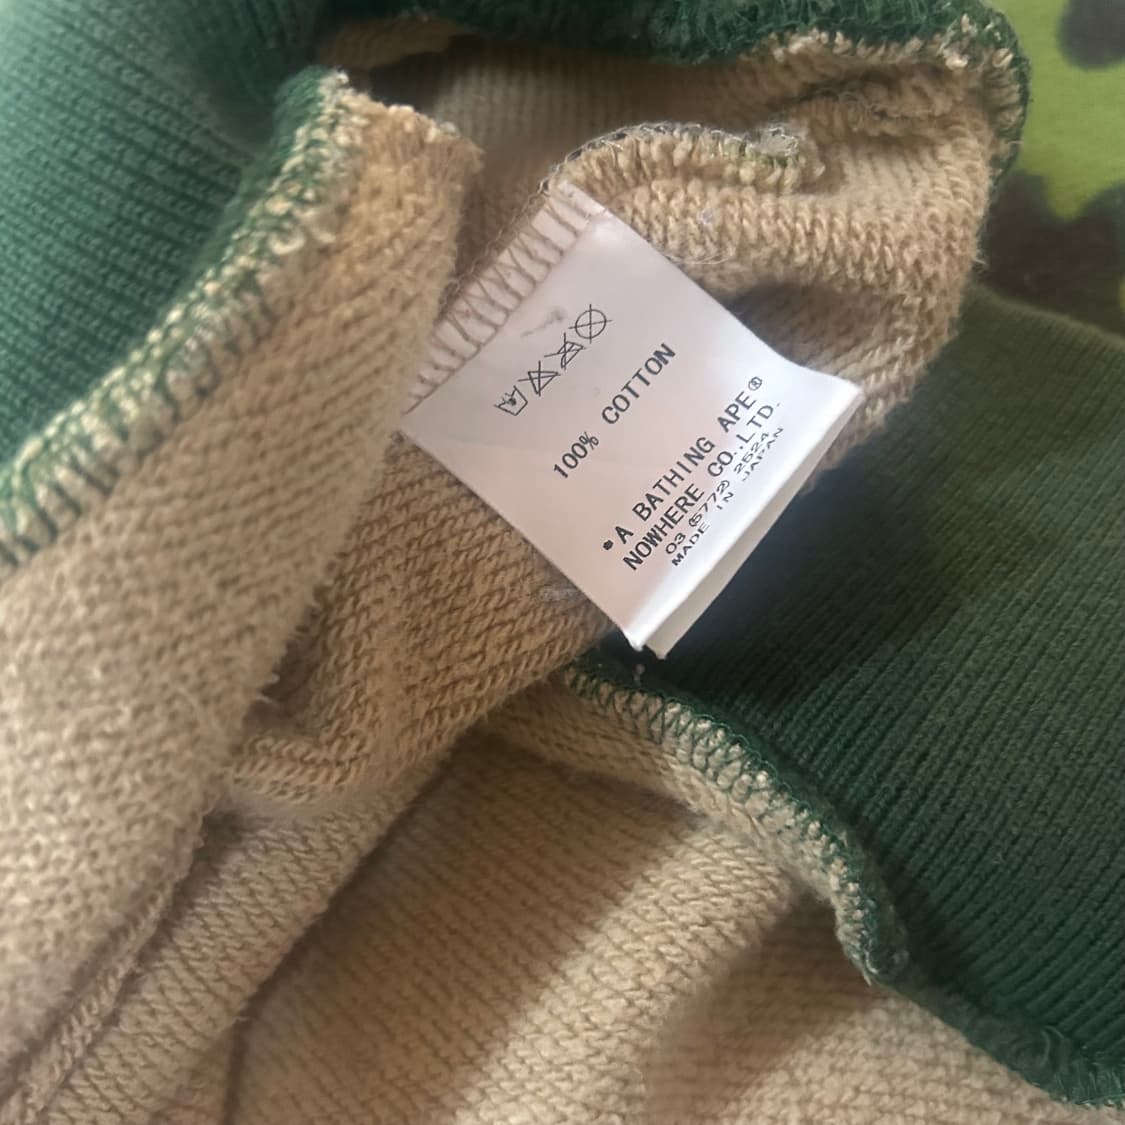 100% COTTON
*A BATHING APE®
NOWHERE CO.,LTD.
03 (5772) 2524
MADE IN JAPAN